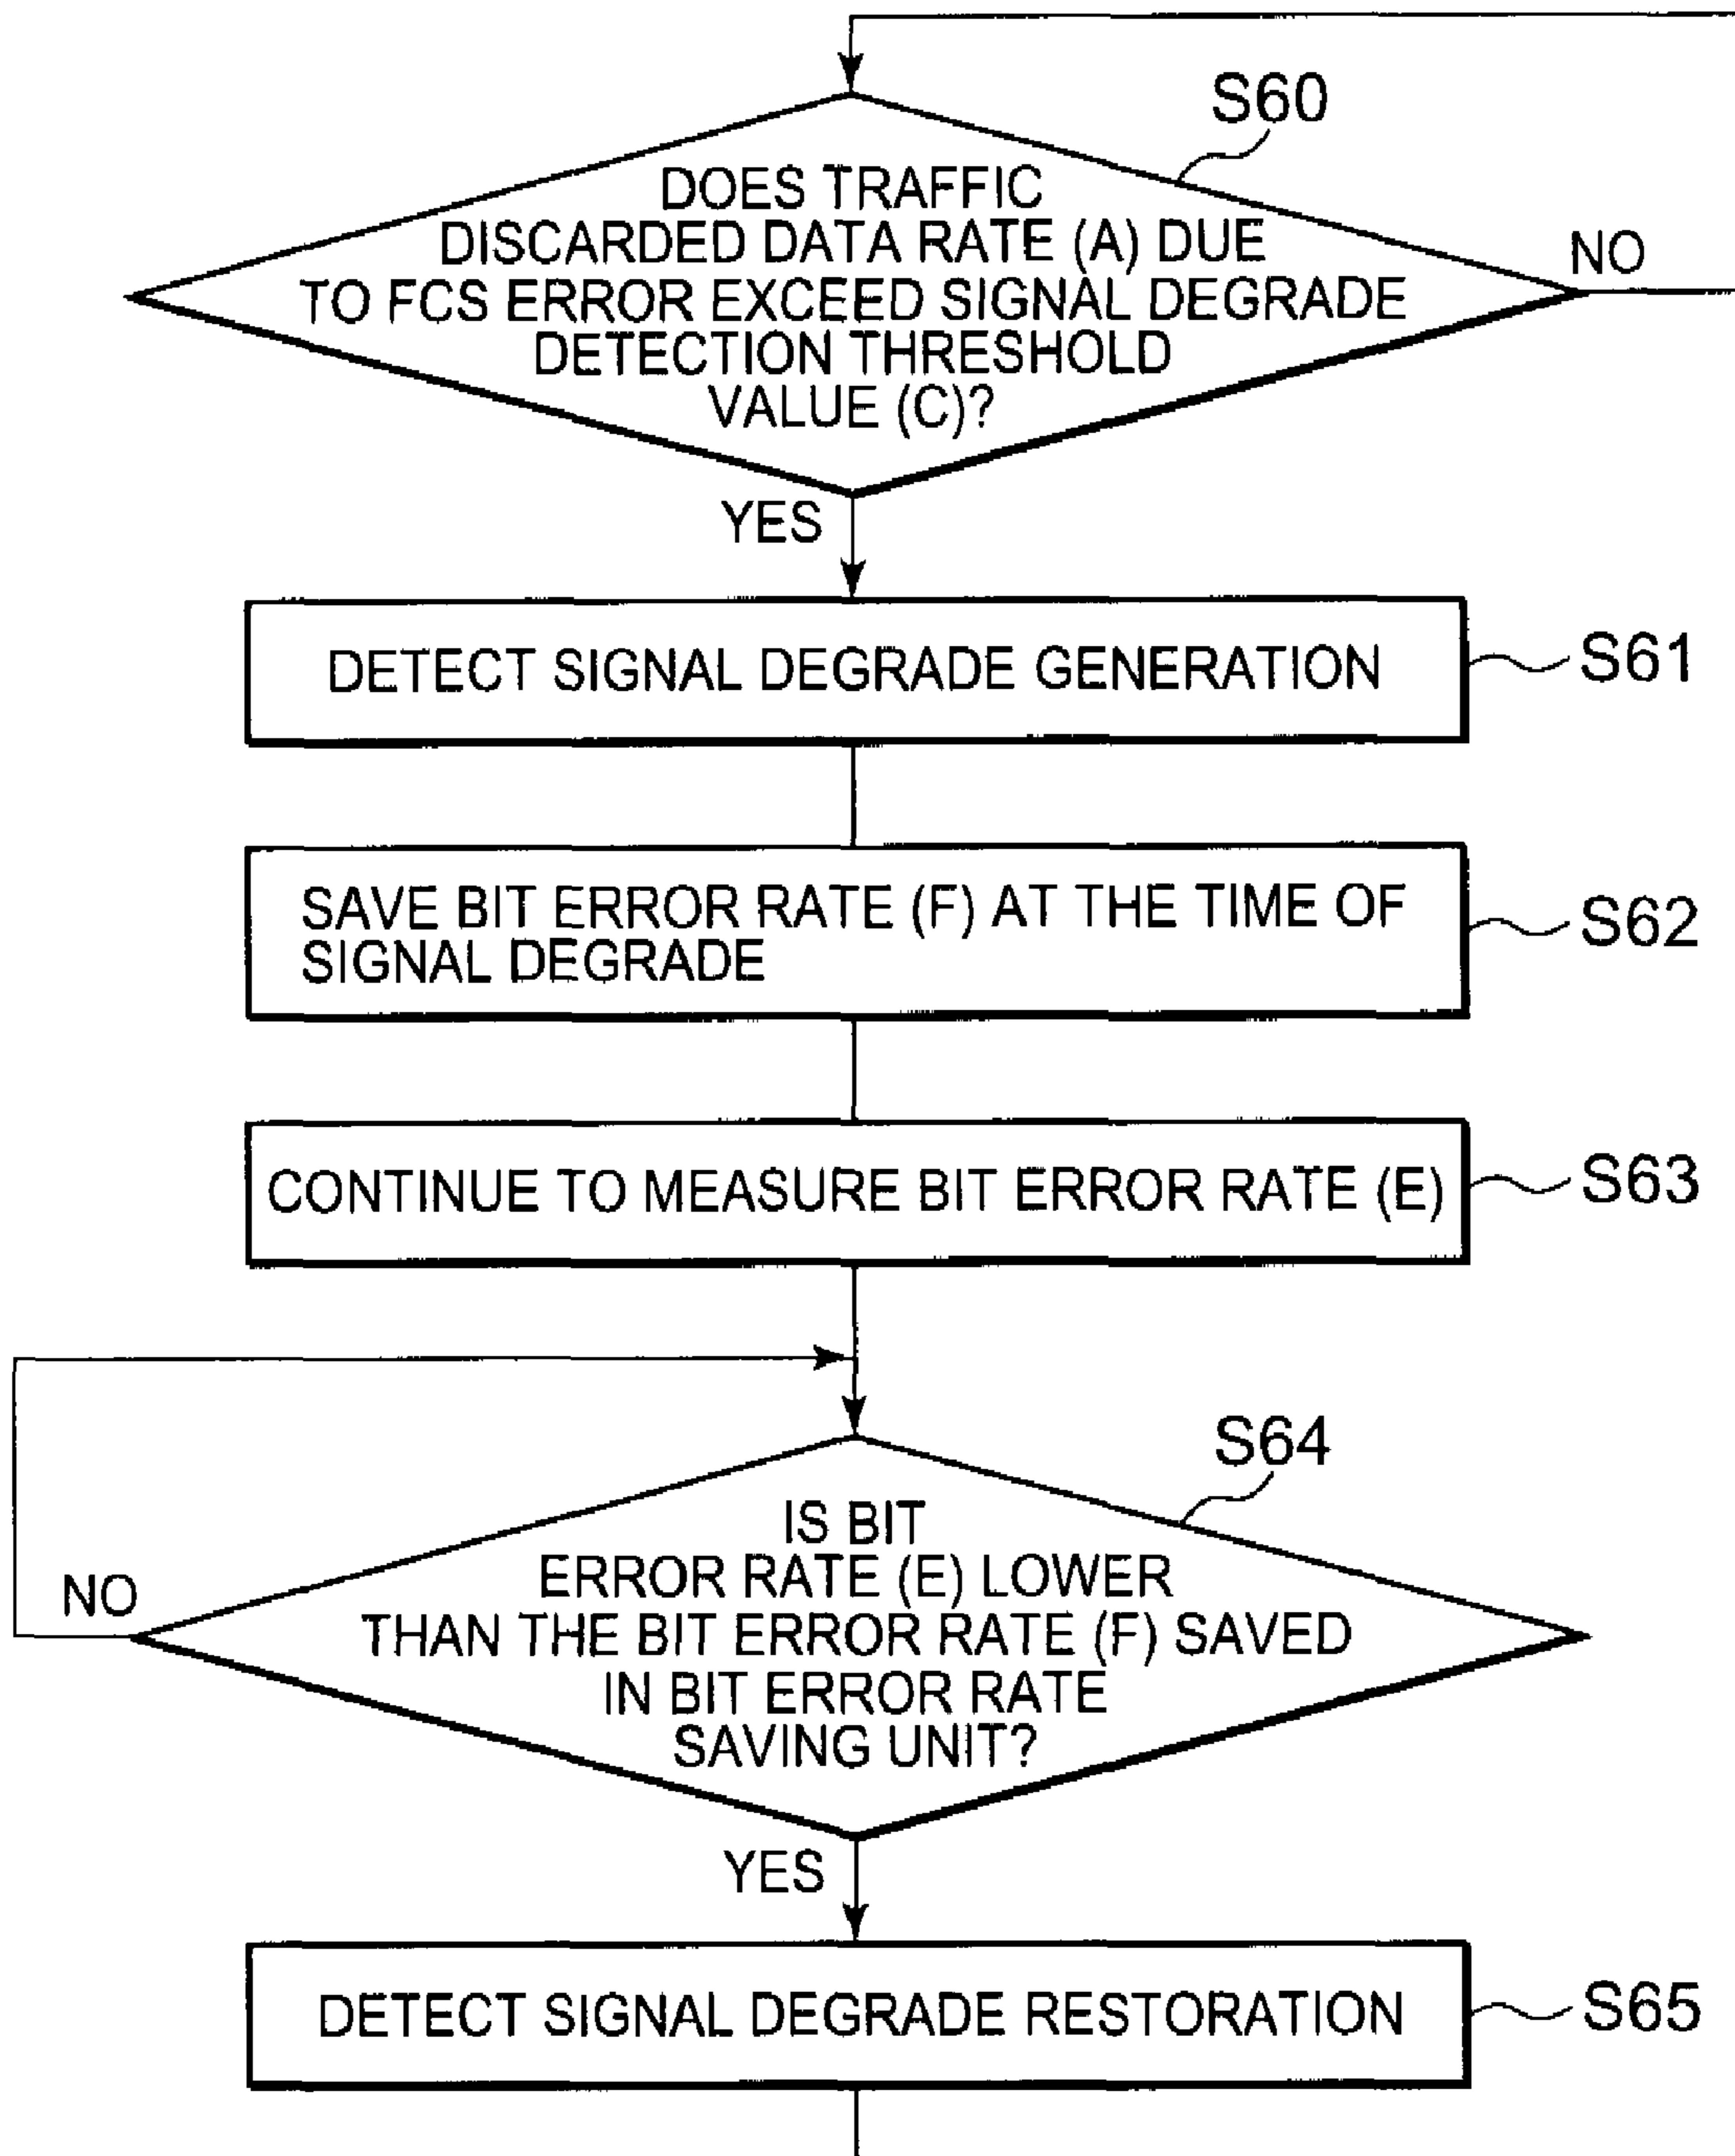 S60
DOES TRAFFIC
DISCARDED DATA RATE (A) DUE
TO FCS ERROR EXCEED SIGNAL DEGRADE
DETECTION THRESHOLD
VALUE (C)?
NO
YES
DETECT SIGNAL DEGRADE GENERATION
S61
SAVE BIT ERROR RATE (F) AT THE TIME OF
SIGNAL DEGRADE
S62
CONTINUE TO MEASURE BIT ERROR RATE (E)
S63
S64
IS BIT
ERROR RATE (E) LOWER
THAN THE BIT ERROR RATE (F) SAVED
IN BIT ERROR RATE
SAVING UNIT?
NO
YES
DETECT SIGNAL DEGRADE RESTORATION
S65